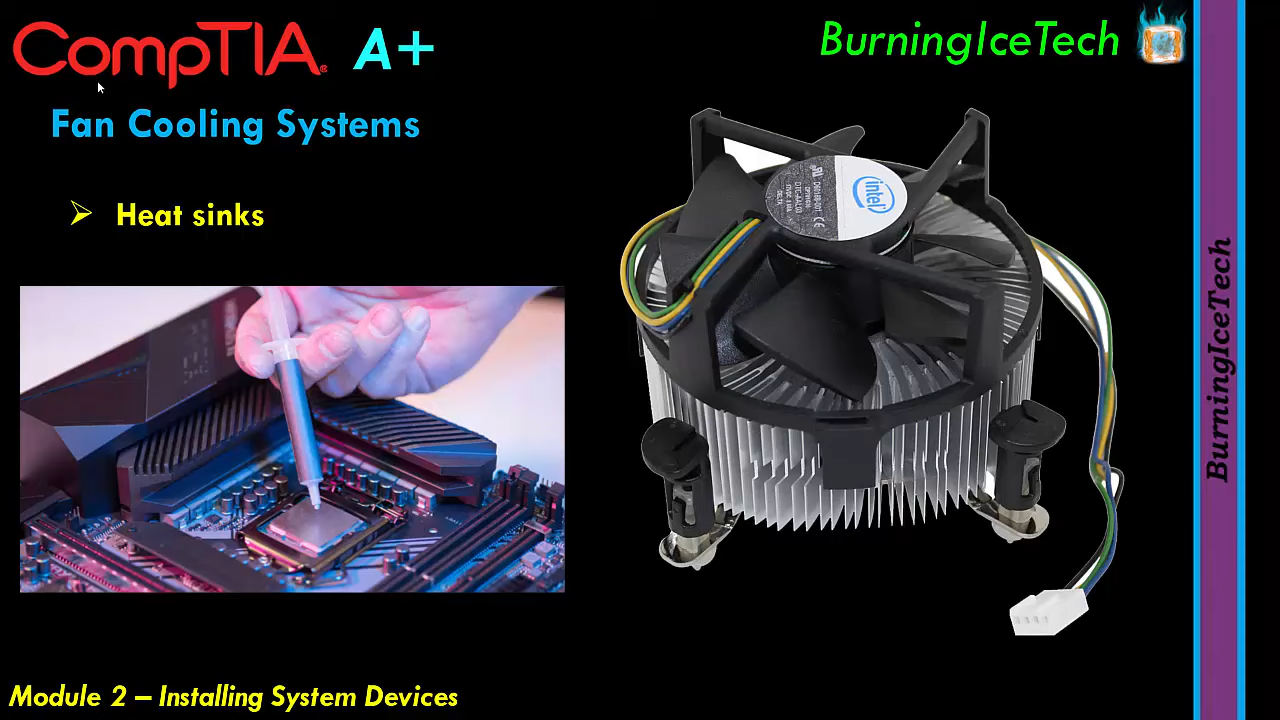 CompTIA® A+
BurningIceTech
Fan Cooling Systems
Heat sinks
intel
BurningIceTech
Module 2 – Installing System Devices